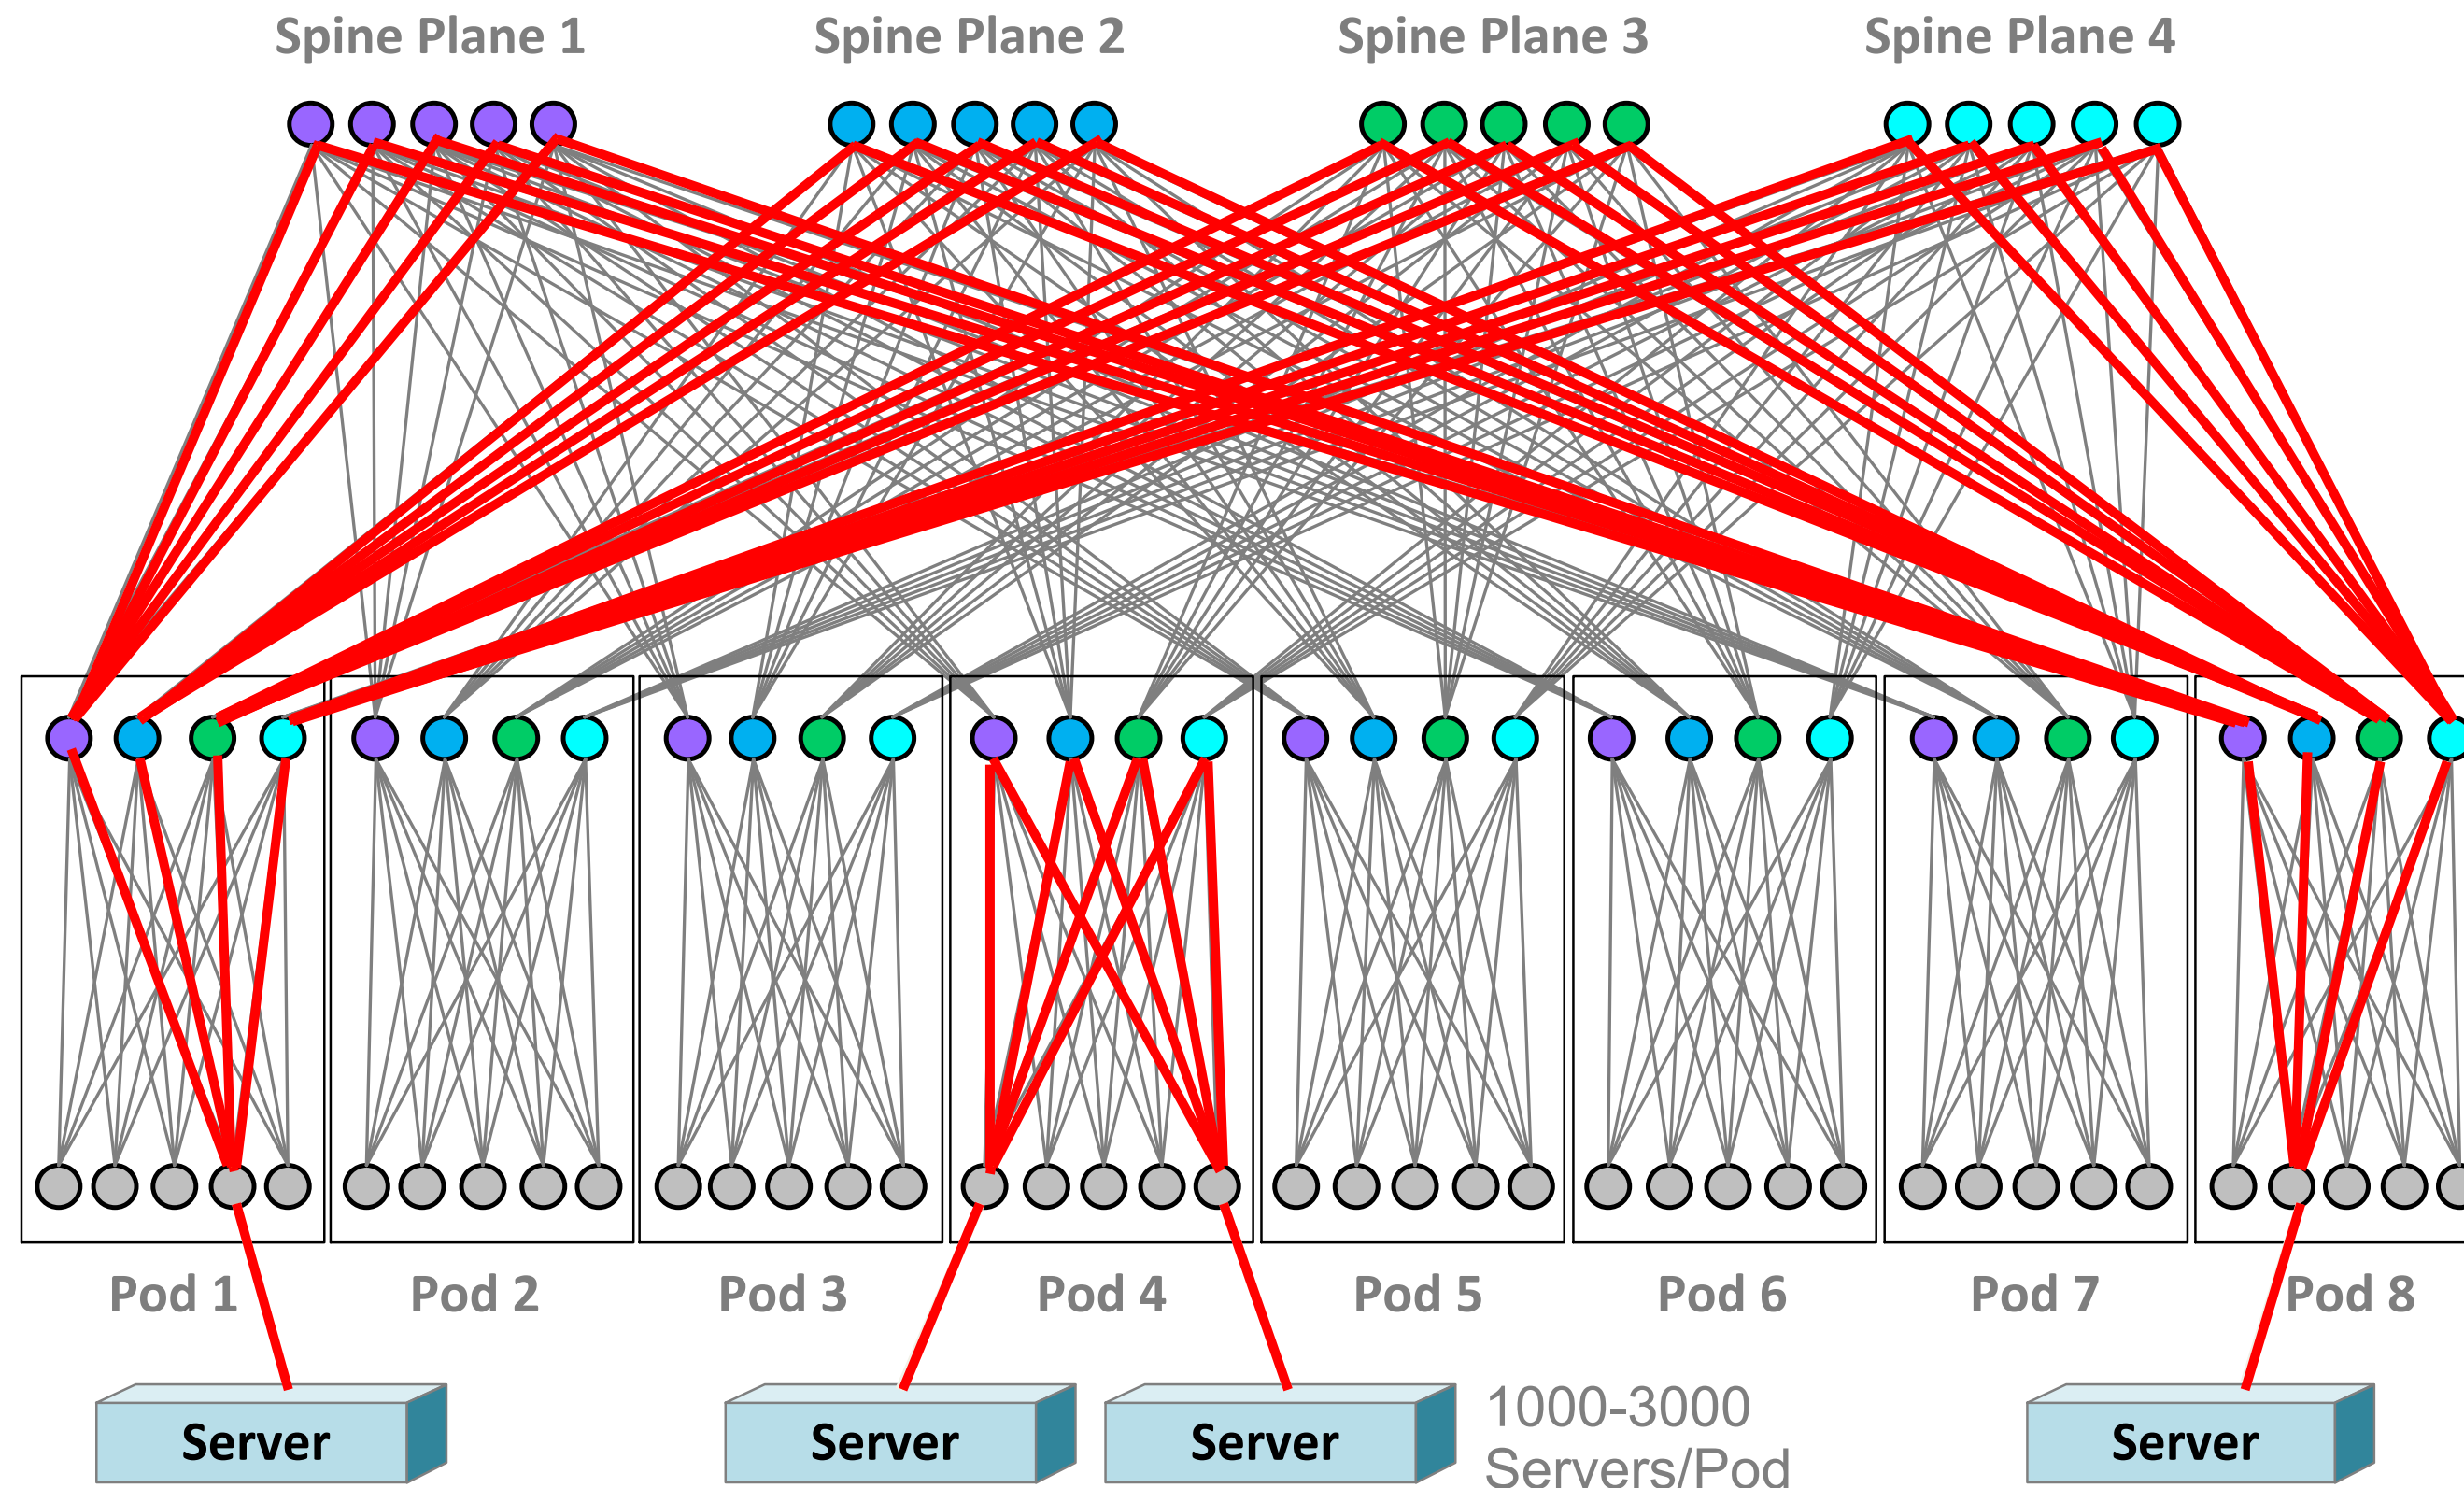 Spine Plane 1
Spine Plane 2
Spine Plane 3
Spine Plane 4
Pod 1
Pod 2
Pod 3
Pod 4
Pod 5
Pod 6
Pod 7
Pod 8
Server
Server
Server
1000-3000
Servers/Pod
Server